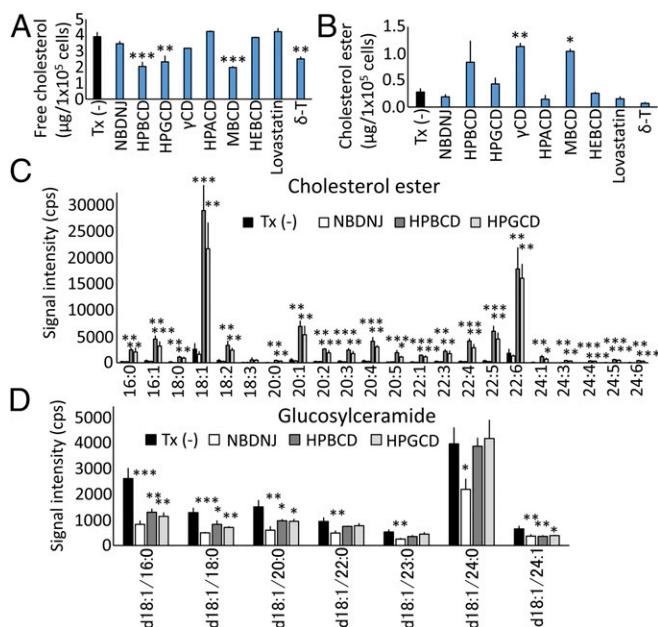 A
Free cholesterol
(μg/1x10⁵ cells)
5
4
3
2
1
0
*** ** *** **
Tx (-) NBDNJ HPBCD HPGCD γCD HPACD MBCD HEBCD Lovastatin δ-T
B
Cholesterol ester
(μg/1x10⁵ cells)
1.5
1.0
0.5
0.0
** *
Tx (-) NBDNJ HPBCD HPGCD γCD HPACD MBCD HEBCD Lovastatin δ-T
C
Cholesterol ester
Tx (-) NBDNJ HPBCD HPGCD
Signal intensity (cps)
30000
25000
20000
15000
10000
5000
0
16:0 16:1 18:0 18:1 18:2 18:3 20:0 20:1 20:2 20:3 20:4 20:5 22:1 22:3 22:4 22:5 22:6 24:1 24:3 24:4 24:5 24:6
D
Glucosylceramide
Tx (-) NBDNJ HPBCD HPGCD
Signal intensity (cps)
5000
4000
3000
2000
1000
0
*** ** ** *** * ** ** * * ** ** * ** ** *
d18:1/16:0 d18:1/18:0 d18:1/20:0 d18:1/22:0 d18:1/23:0 d18:1/24:0 d18:1/24:1